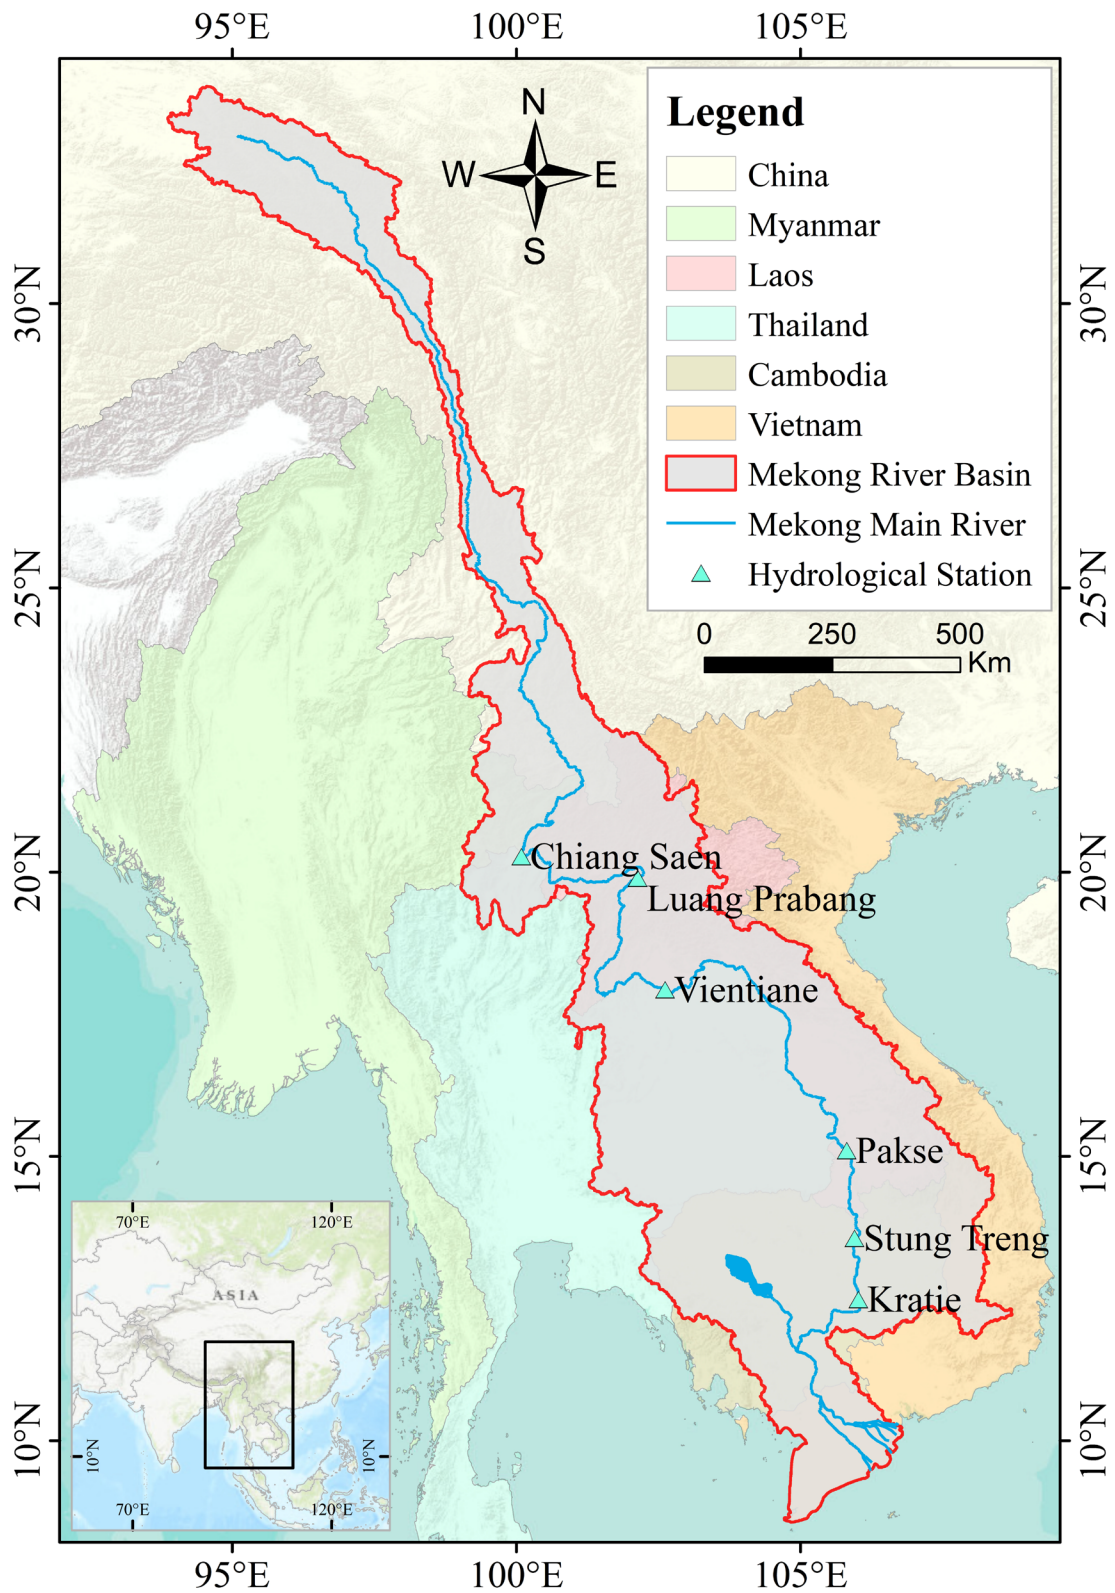 95°E 100°E 105°E
Legend
China
Myanmar
Laos
Thailand
Cambodia
Vietnam
Mekong River Basin
Mekong Main River
Hydrological Station
N
W E
S
30°N 30°N
25°N 25°N
0 250 500
Km
20°N 20°N
Chiang Saen
Luang Prabang
Vientiane
15°N 15°N
Pakse
Stung Treng
Kratie
70°E 120°E
ASIA
10°N 10°N
70°E 120°E
10°N 10°N
95°E 100°E 105°E